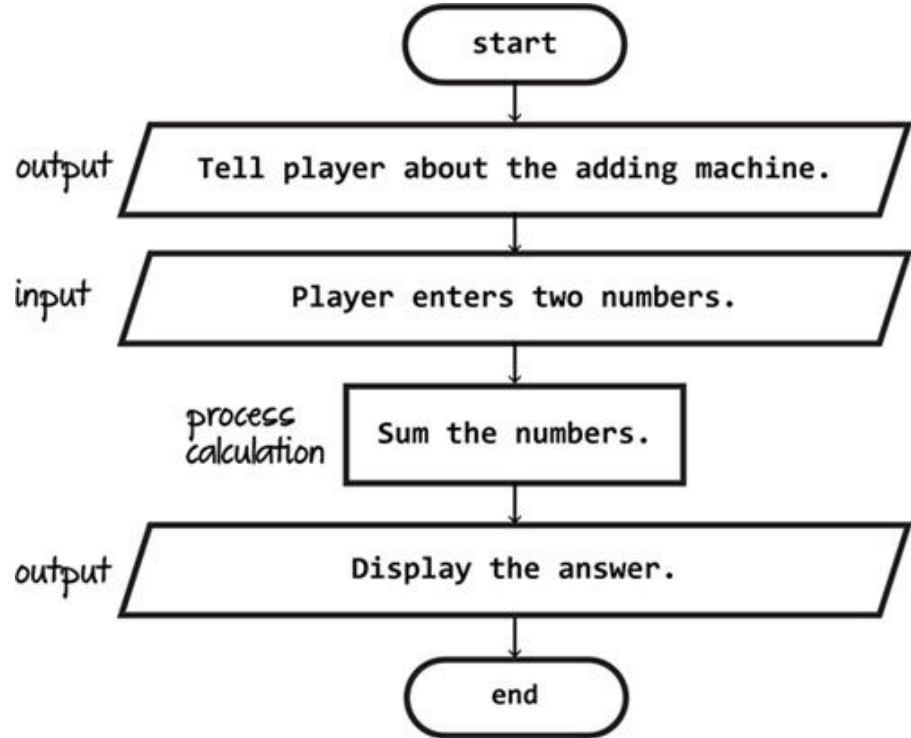 start
output
Tell player about the adding machine.
input
Player enters two numbers.
process
calculation
Sum the numbers.
output
Display the answer.
end